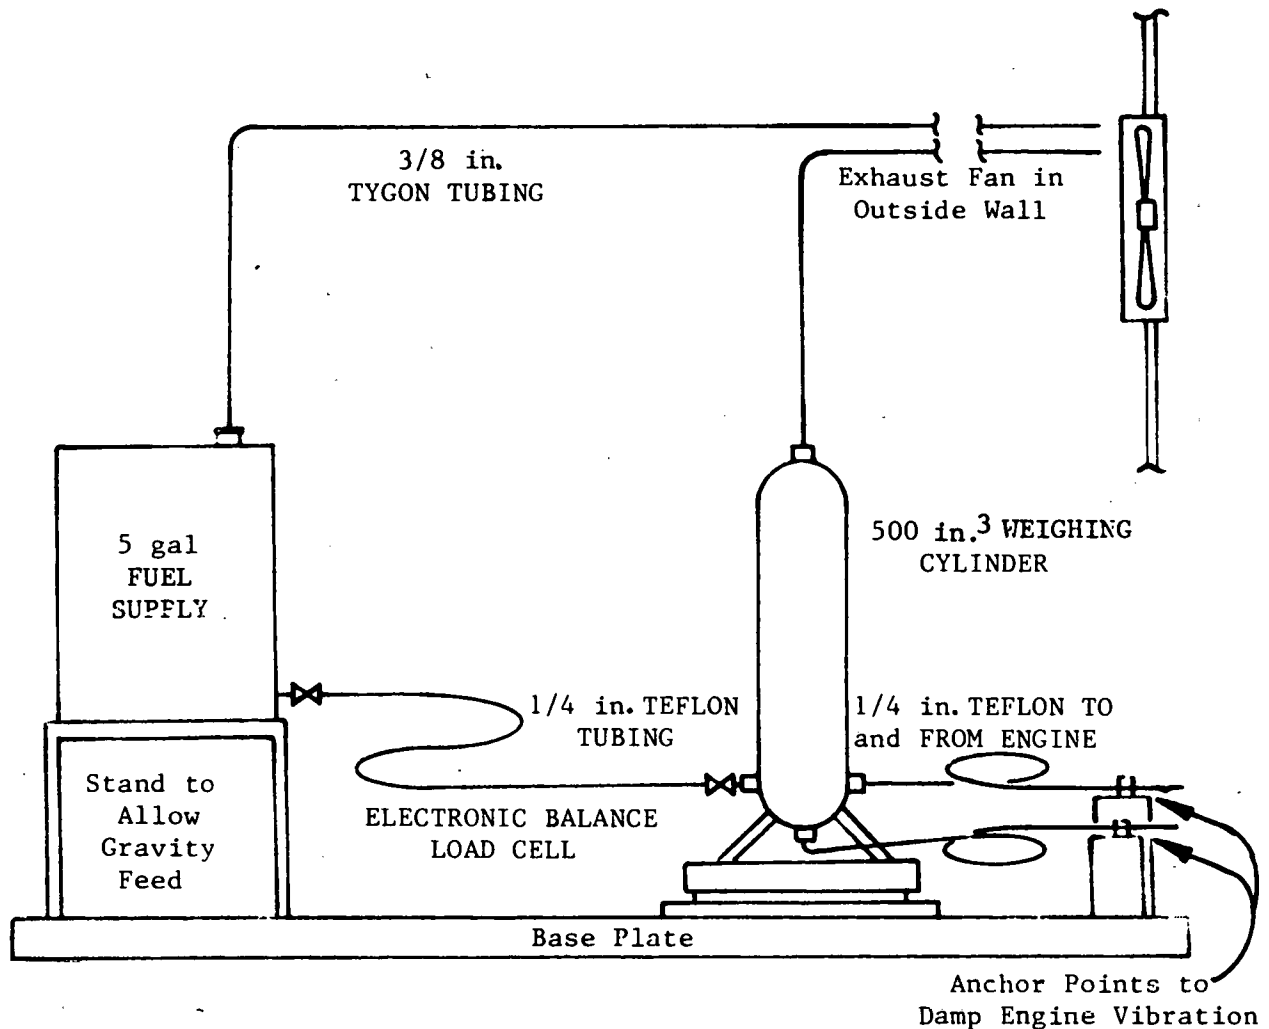 3/8 in.
TYGON TUBING
Exhaust Fan in
Outside Wall
5 gal
FUEL
SUPPLY
500 in.3 WEIGHING
CYLINDER
1/4 in. TEFLON
TUBING
1/4 in. TEFLON TO
and FROM ENGINE
Stand to
Allow
Gravity
Feed
ELECTRONIC BALANCE
LOAD CELL
Base Plate
Anchor Points to
Damp Engine Vibration